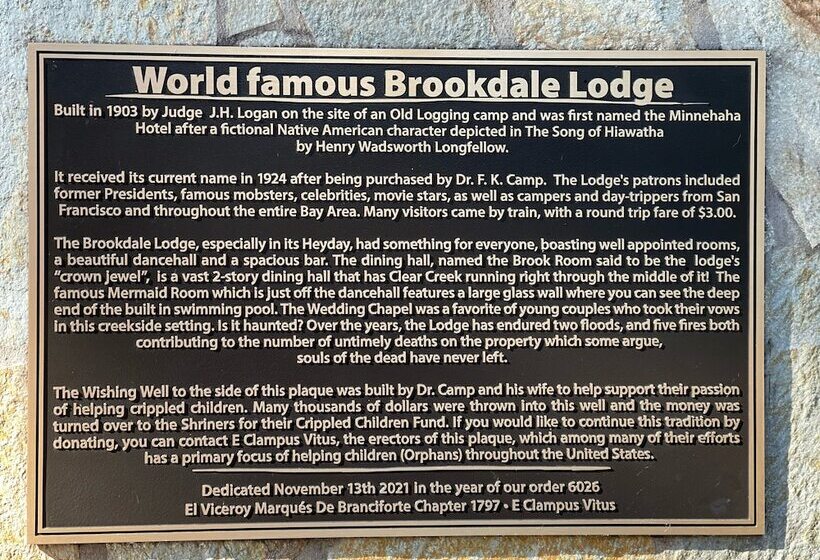 World famous Brookdale Lodge
Built in 1903 by Judge J.H. Logan on the site of an Old Logging camp and was first named the Minnehaha
Hotel after a fictional Native American character depicted in The Song of Hiawatha
by Henry Wadsworth Longfellow.
It received its current name in 1924 after being purchased by Dr. F. K. Camp. The Lodge's patrons included
former Presidents, famous mobsters, celebrities, movie stars, as well as campers and day-trippers from San
Francisco and throughout the entire Bay Area. Many visitors came by train, with a round trip fare of $3.00.
The Brookdale Lodge, especially in its Heyday, had something for everyone, boasting well appointed rooms,
a beautiful dancehall and a spacious bar. The dining hall, named the Brook Room said to be the lodge's
"crown jewel", is a vast 2-story dining hall that has Clear Creek running right through the middle of it! The
famous Mermaid Room which is just off the dancehall features a large glass wall where you can see the deep
end of the built in swimming pool. The Wedding Chapel was a favorite of young couples who took their vows
in this creekside setting. Is it haunted? Over the years, the Lodge has endured two floods, and five fires both
contributing to the number of untimely deaths on the property which some argue,
souls of the dead have never left.
The Wishing Well to the side of this plaque was built by Dr. Camp and his wife to help support their passion
of helping crippled children. Many thousands of dollars were thrown into this well and the money was
turned over to the Shriners for their Crippled Children Fund. If you would like to continue this tradition by
donating, you can contact E Clampus Vitus, the erectors of this plaque, which among many of their efforts
has a primary focus of helping children (Orphans) throughout the United States.
Dedicated November 13th 2021 in the year of our order 6026
El Viceroy Marqués De Branciforte Chapter 1797 • E Clampus Vitus